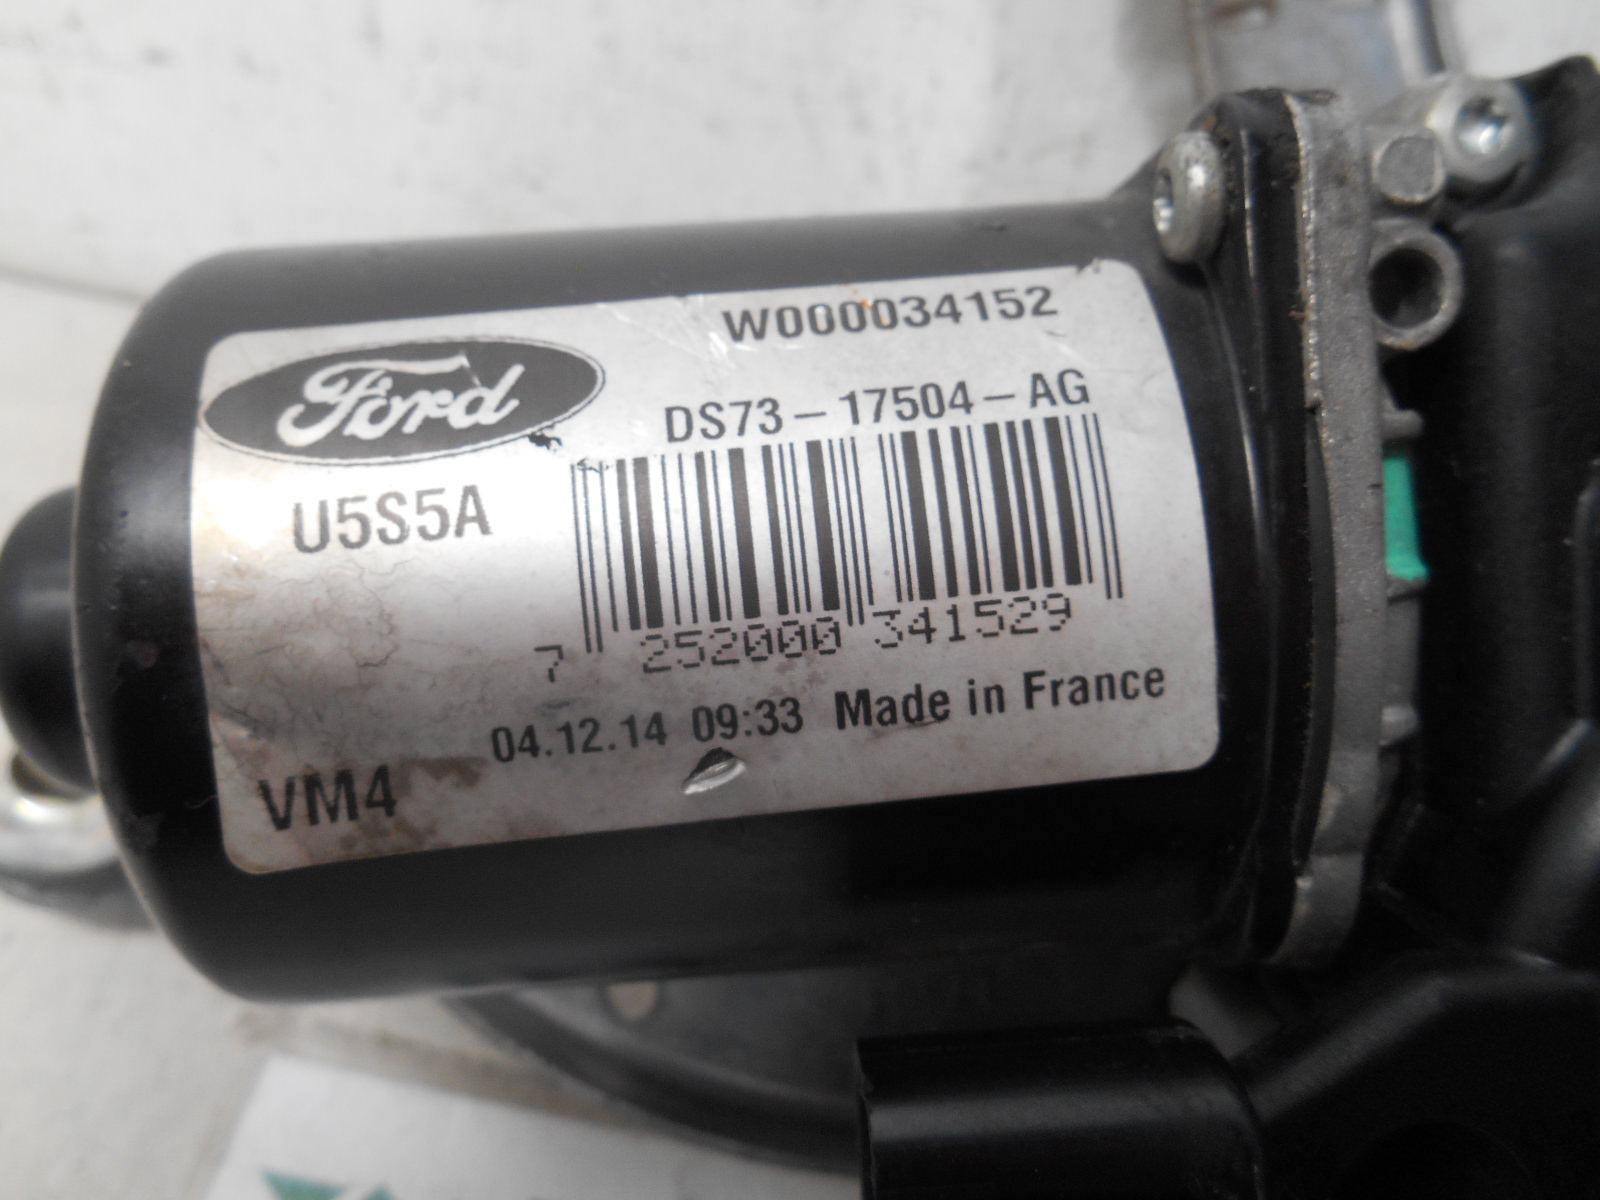 W000034152
Ford
DS73-17504-AG
U5S5A
7 252000 341529
04.12.14 09:33 Made in France
VM4